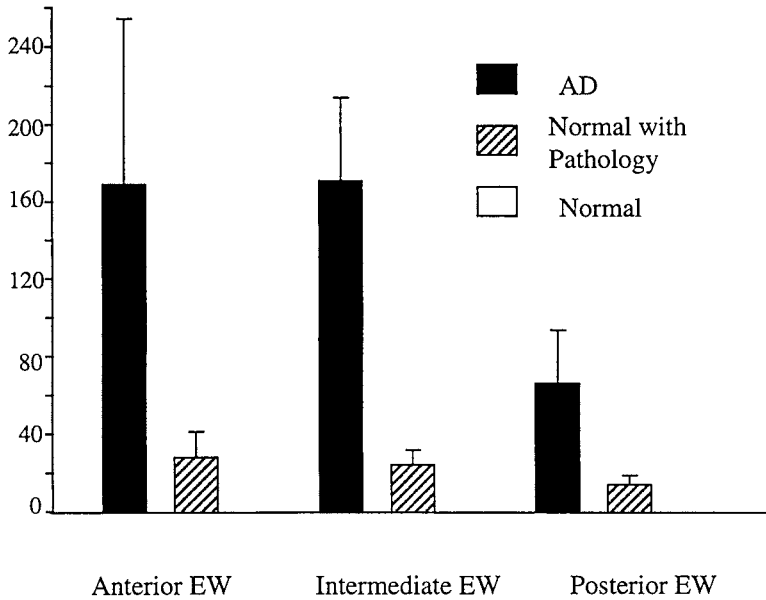 240
200
160
120
80
40
0
AD
Normal with
Pathology
Normal
Anterior EW
Intermediate EW
Posterior EW